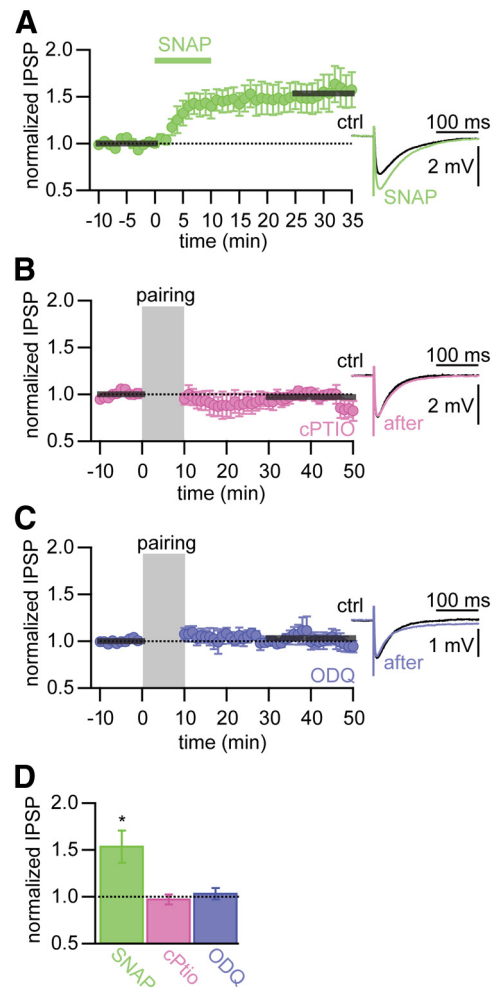 A
SNAP
normalized IPSP
2.0
1.5
1.0
0.5
-10 -5 0 5 10 15 20 25 30 35
time (min)
ctrl
100 ms
2 mV
SNAP
B
pairing
normalized IPSP
2.0
1.5
1.0
0.5
cPTIO
-10 0 10 20 30 40 50
time (min)
ctrl
100 ms
2 mV
after
C
pairing
normalized IPSP
2.0
1.5
1.0
0.5
ODQ
-10 0 10 20 30 40 50
time (min)
ctrl
100 ms
1 mV
after
D
normalized IPSP
2.0
1.5
1.0
0.5
*
SNAP
cPtio
ODQ